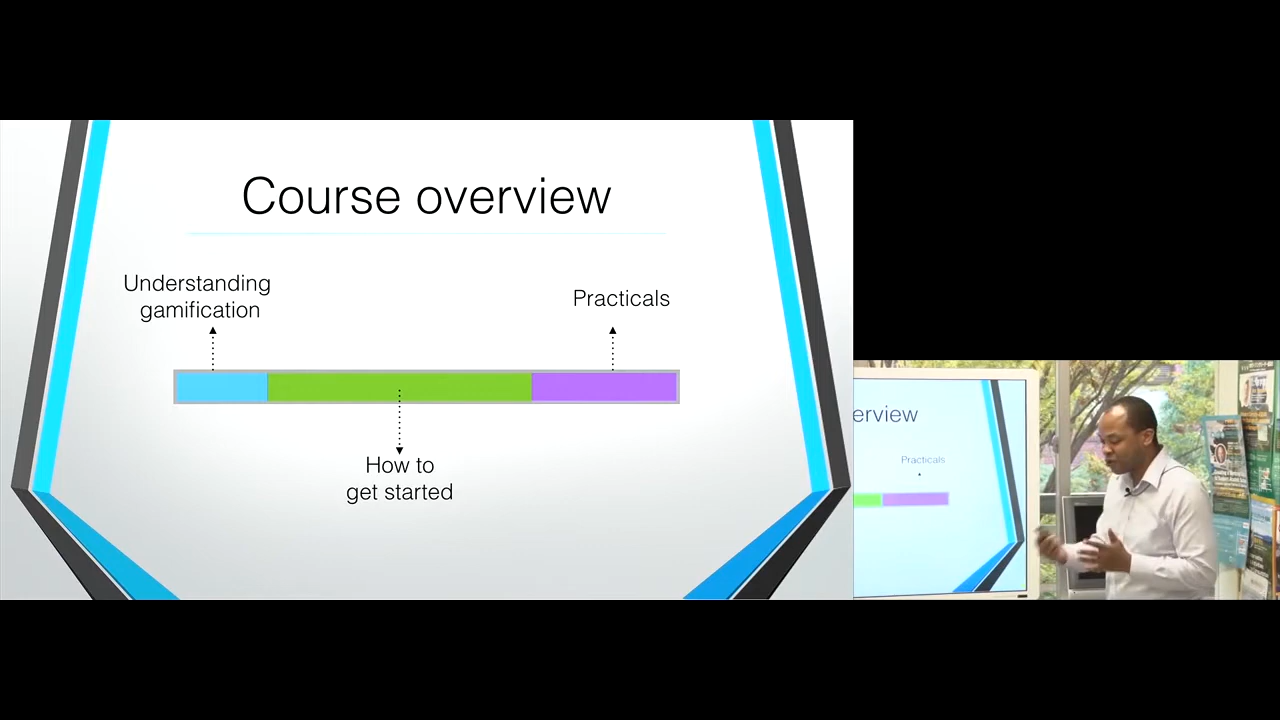 Course overview
Understanding
gamification
Practicals
How to
get started
erview
Practicals